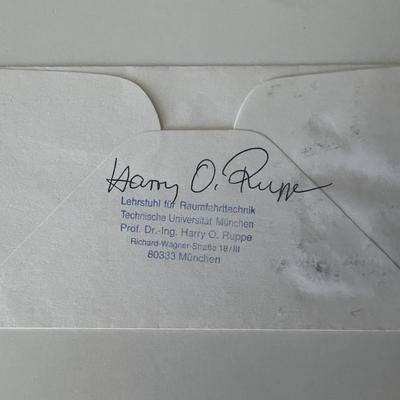 Harry O. Ruppe
Lehrstuhl für Raumfahrttechnik
Technische Universität München
Prof. Dr.-Ing. Harry O. Ruppe
Richard-Wagner-Straße 18/III
80333 München